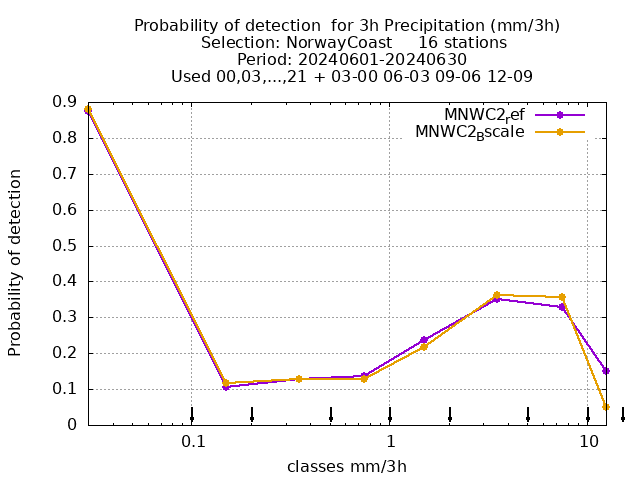 Probability of detection  for 3h Precipitation (mm/3h)
Selection: NorwayCoast     16 stations
Period: 20240601-20240630
Used 00,03,...,21 + 03-00 06-03 09-06 12-09
MNWC2ref
MNWC2Bscale
0.9
0.8
0.7
0.6
0.5
0.4
0.3
0.2
0.1
0
Probability of detection
0.1
1
10
classes mm/3h